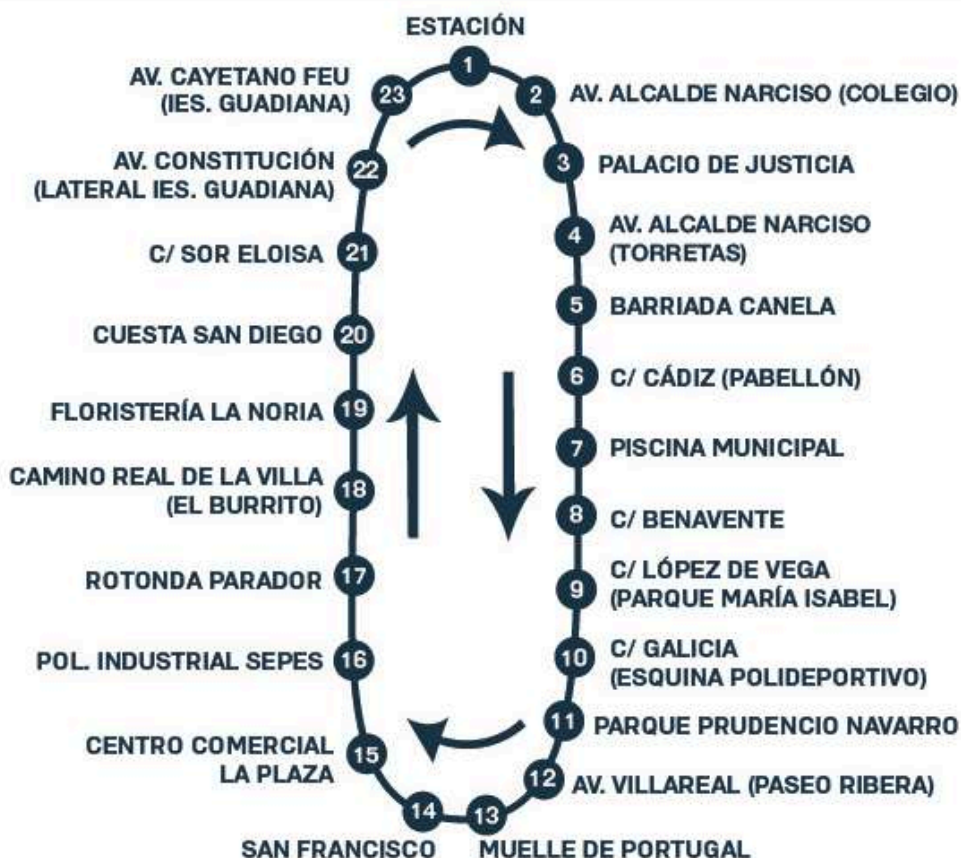 ESTACIÓN
1
2
AV. ALCALDE NARCISO (COLEGIO)
3
PALACIO DE JUSTICIA
4
AV. ALCALDE NARCISO
(TORRETAS)
5
BARRIADA CANELA
6
C/ CÁDIZ (PABELLÓN)
7
PISCINA MUNICIPAL
8
C/ BENAVENTE
9
C/ LÓPEZ DE VEGA
(PARQUE MARÍA ISABEL)
10
C/ GALICIA
(ESQUINA POLIDEPORTIVO)
11
PARQUE PRUDENCIO NAVARRO
12
AV. VILLAREAL (PASEO RIBERA)
13
MUELLE DE PORTUGAL
14
SAN FRANCISCO
15
CENTRO COMERCIAL
LA PLAZA
16
POL. INDUSTRIAL SEPES
17
ROTONDA PARADOR
18
CAMINO REAL DE LA VILLA
(EL BURRITO)
19
FLORISTERÍA LA NORIA
20
CUESTA SAN DIEGO
21
C/ SOR ELOISA
22
AV. CONSTITUCIÓN
(LATERAL IES. GUADIANA)
23
AV. CAYETANO FEU
(IES. GUADIANA)